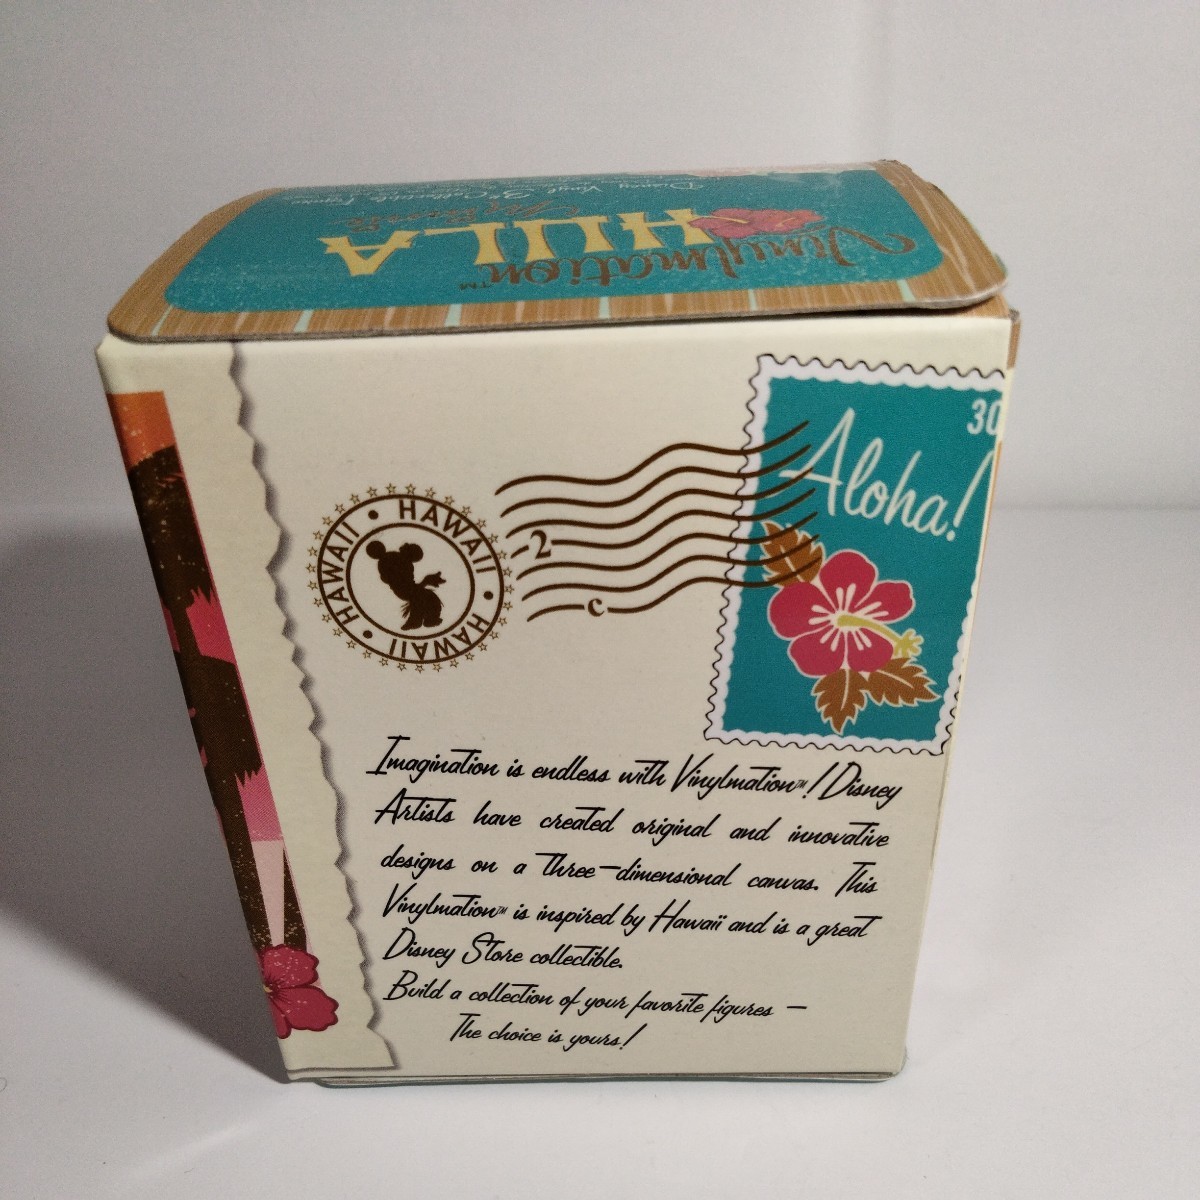 Vinylmation™
HULA
Disney Vinyl 3" Collectible Figure
30
Aloha!
HAWAII • HAWAII • HAWAII •
2
c
Imagination is endless with Vinylmation™! Disney
Artists have created original and innovative
designs on a three-dimensional canvas. This
Vinylmation™ is inspired by Hawaii and is a great
Disney Store collectible.
Build a collection of your favorite figures —
The choice is yours!